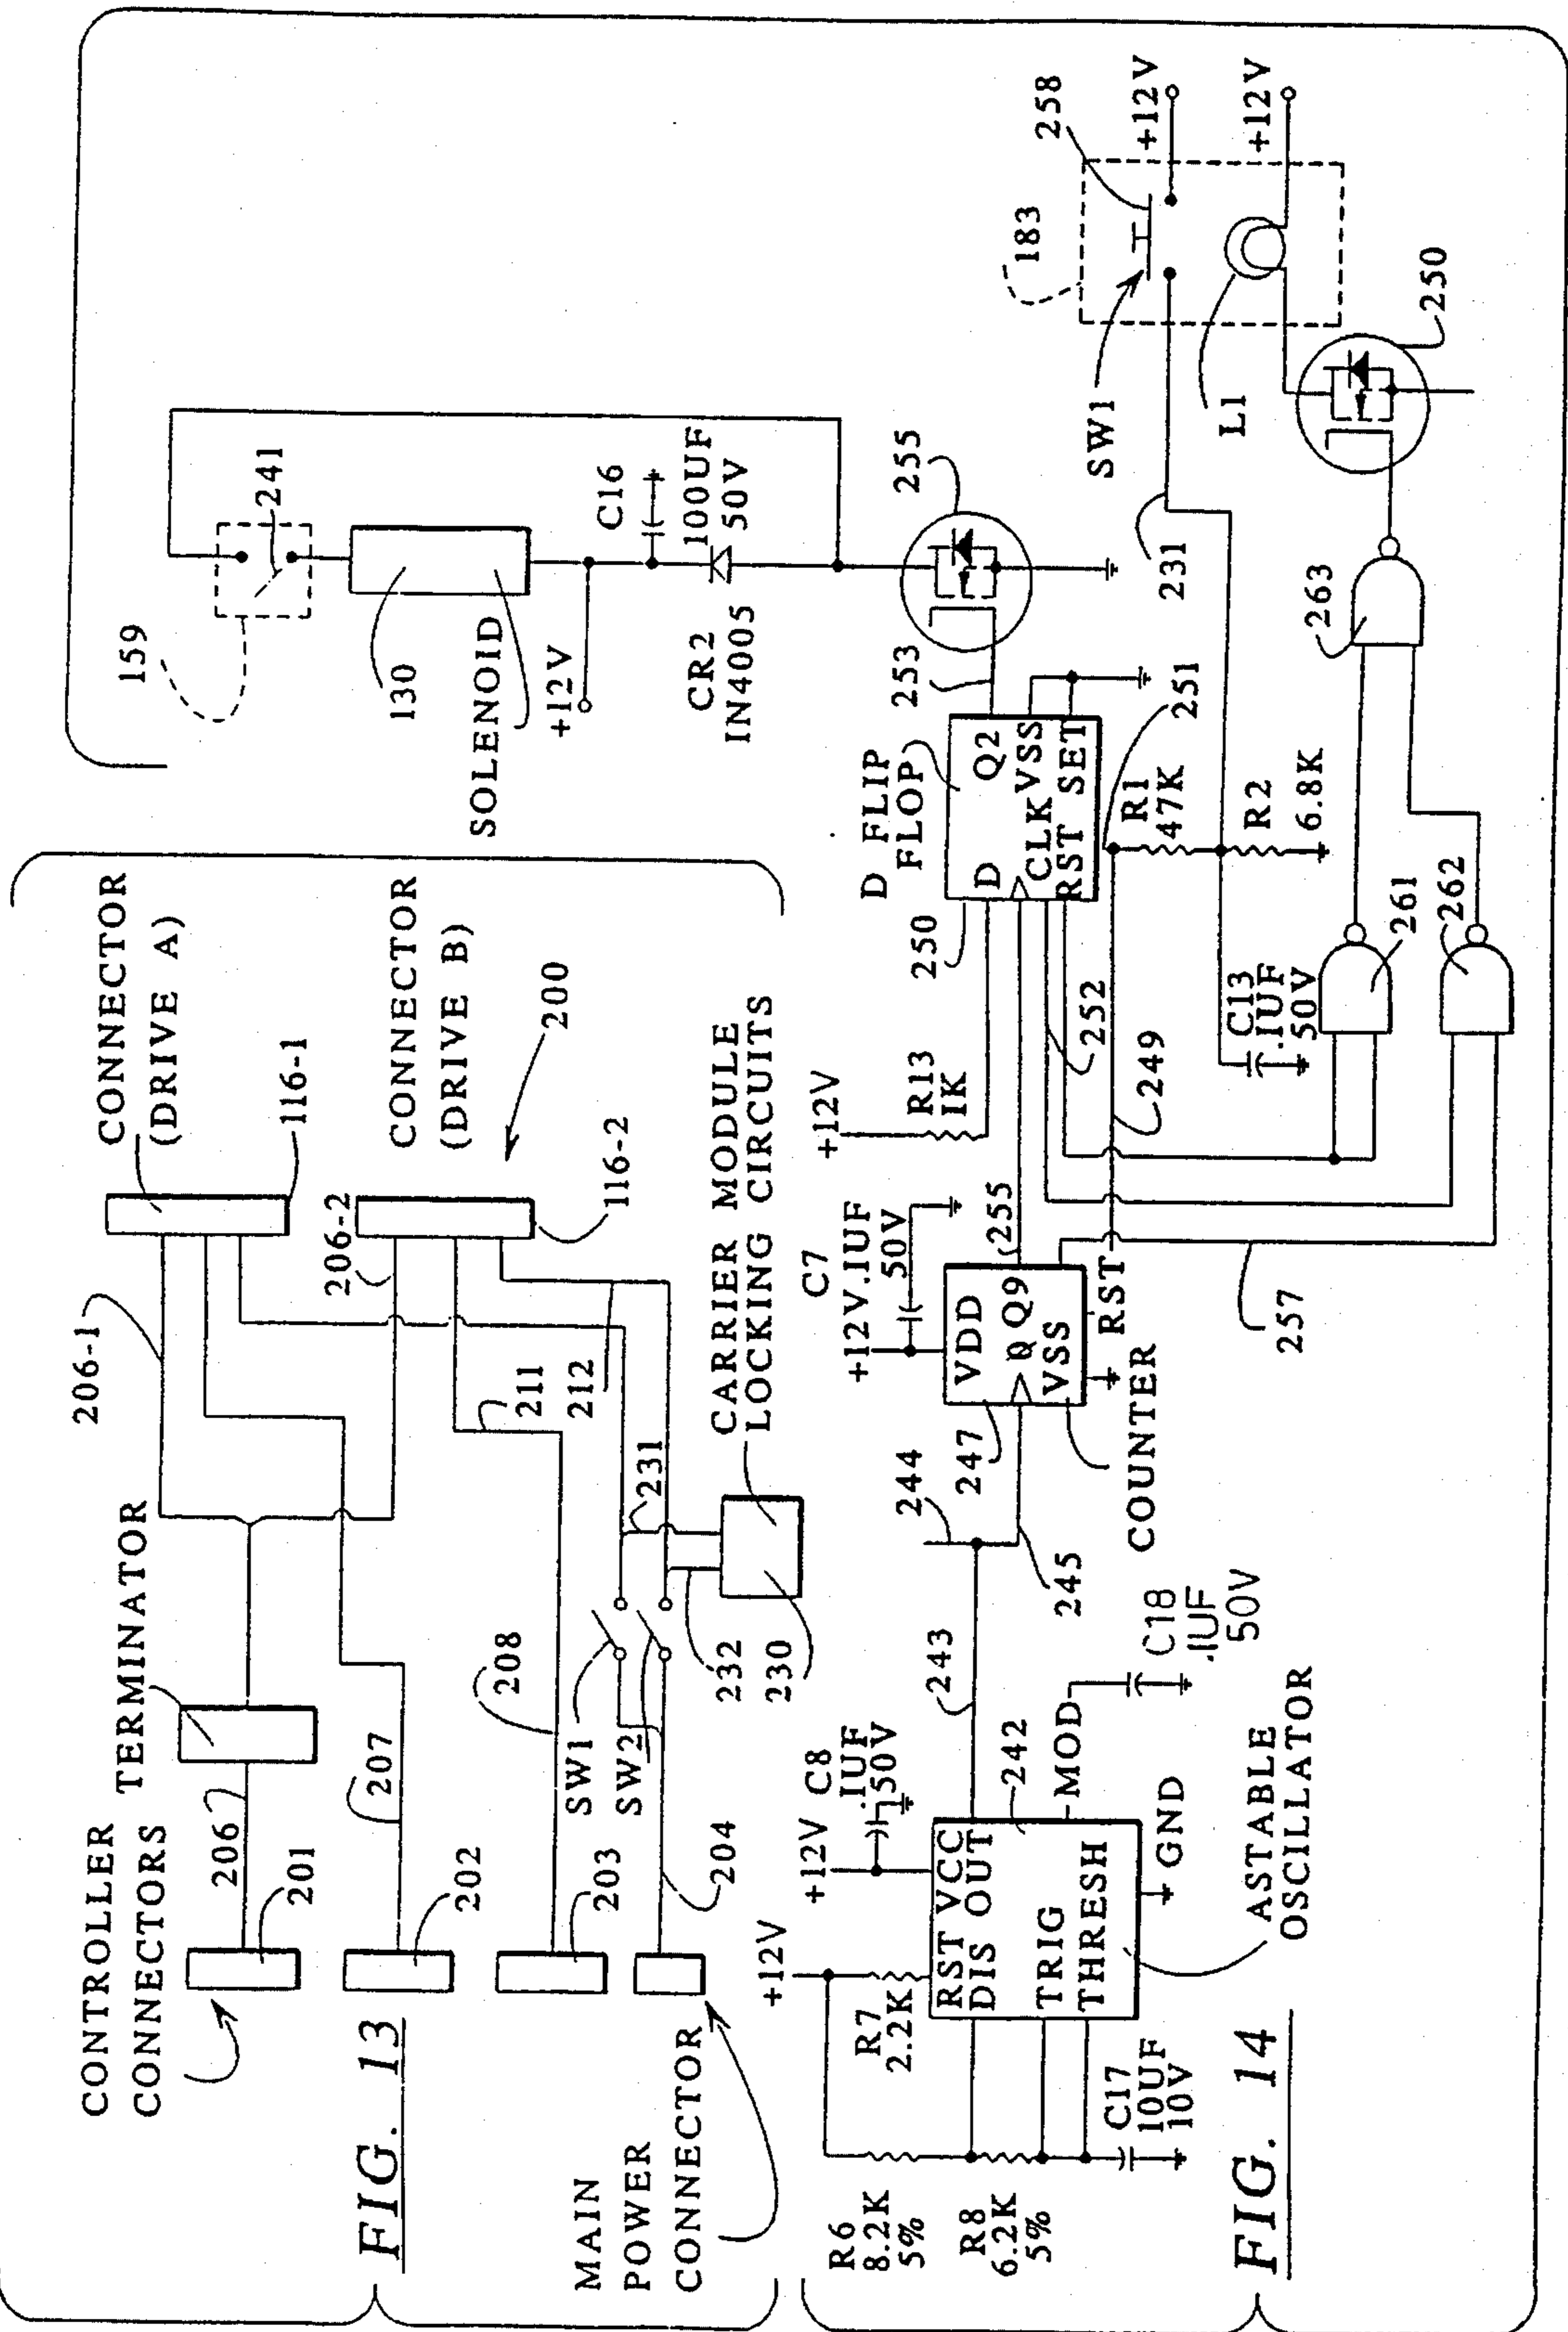 CONTROLLER
CONNECTORS
TERMINATOR
206
201
202
207
203
208
204
SW1
SW2
232
230
231
206-1
206-2
211
212
CONNECTOR
(DRIVE A)
116-1
CONNECTOR
(DRIVE B)
116-2
200
CARRIER MODULE
LOCKING CIRCUITS
MAIN
POWER
CONNECTOR
FIG. 13
159
241
130
SOLENOID
+12V
C16
100UF
50V
CR2
IN4005
255
253
D FLIP
FLOP
250
D
Q2
CLK
VSS
RST
SET
251
R1
47K
R2
6.8K
+12V
R13
1K
252
249
C13
.1UF
50V
C7
+12V.1UF
50V
255
VDD
Q9
VSS
RST
247
COUNTER
257
244
245
243
+12V
C8
.1UF
50V
+12V
R7
2.2K
RST
VCC
DIS
OUT
TRIG
THRESH
242
MOD
C18
.1UF
50V
GND
ASTABLE
OSCILLATOR
R6
8.2K
5%
R8
6.2K
5%
C17
10UF
10V
261
262
263
231
SW1
183
258
+12V
+12V
L1
250
FIG. 14